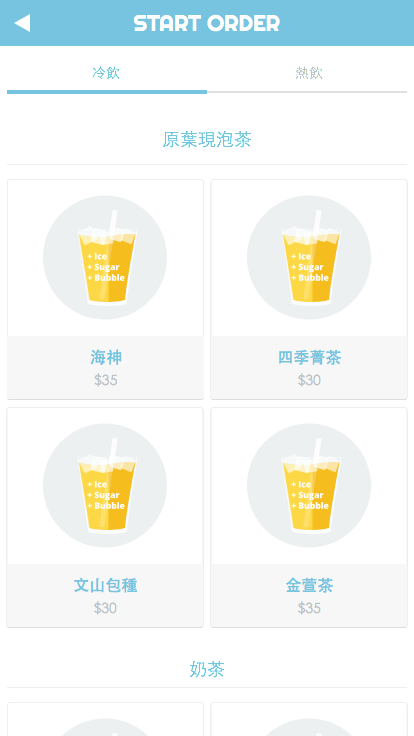 START ORDER
冷飲
熱飲
原葉現泡茶
+ Ice
+ Sugar
+ Bubble
+ Ice
+ Sugar
+ Bubble
海神
$35
四季菁茶
$30
+ Ice
+ Sugar
+ Bubble
+ Ice
+ Sugar
+ Bubble
文山包種
$30
金萱茶
$35
奶茶